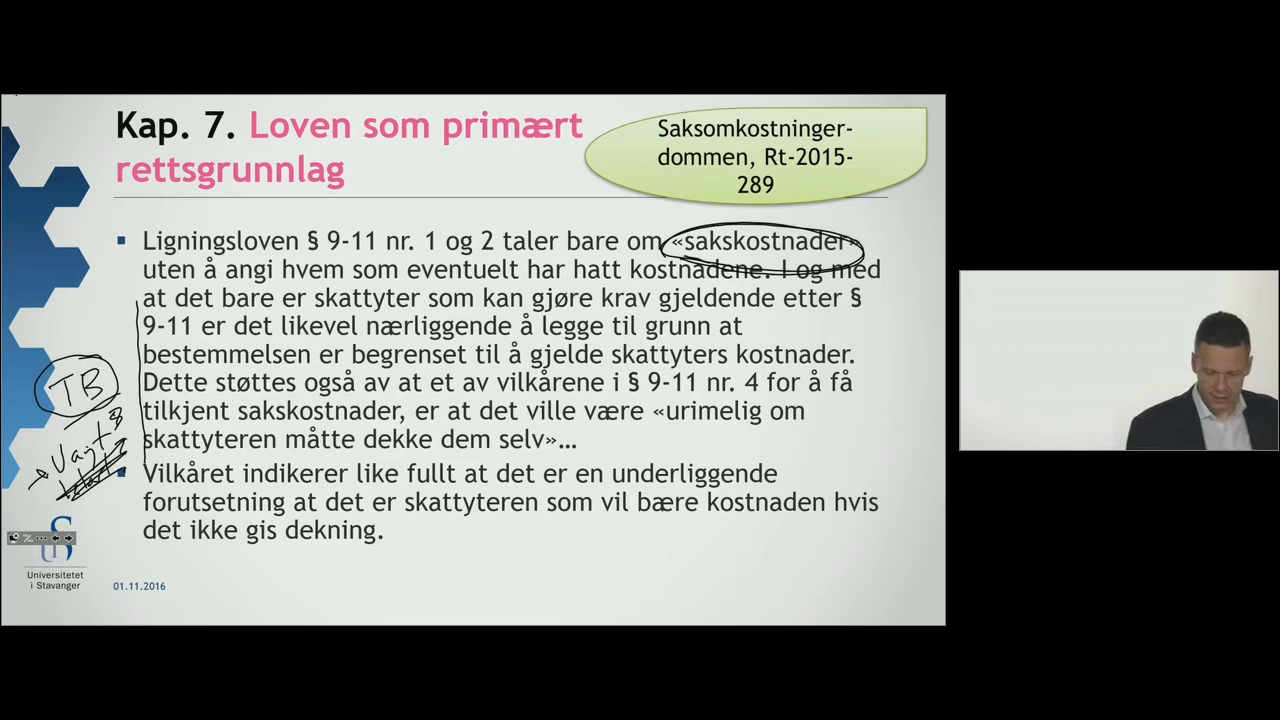 Kap. 7. Loven som primært
rettsgrunnlag
Saksomkostninger-
dommen, Rt-2015-
289
Ligningsloven § 9-11 nr. 1 og 2 taler bare om «sakskostnader»
uten å angi hvem som eventuelt har hatt kostnadene. I og med
at det bare er skattyter som kan gjøre krav gjeldende etter §
9-11 er det likevel nærliggende å legge til grunn at
bestemmelsen er begrenset til å gjelde skattyters kostnader.
Dette støttes også av at et av vilkårene i § 9-11 nr. 4 for å få
tilkjent sakskostnader, er at det ville være «urimelig om
skattyteren måtte dekke dem selv»…
Vilkåret indikerer like fullt at det er en underliggende
forutsetning at det er skattyteren som vil bære kostnaden hvis
det ikke gis dekning.
TB
Vagt
Universitetet
i Stavanger
01.11.2016